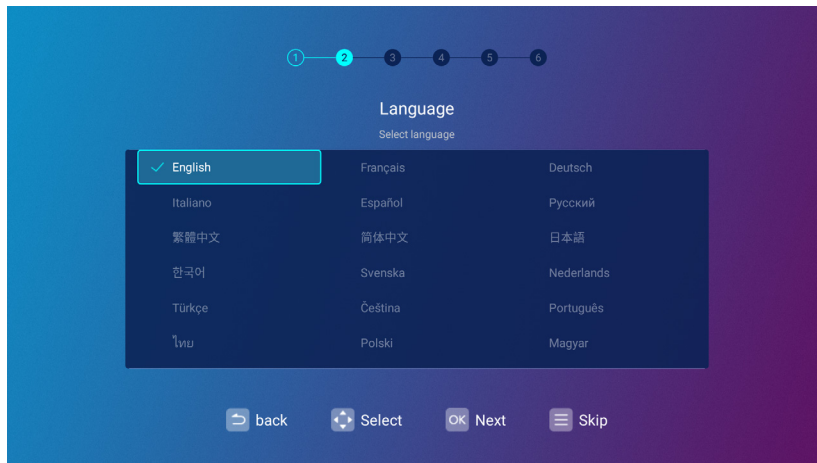 1 2 3 4 5 6
Language
Select language
English Français Deutsch
Italiano Español Русский
繁體中文 简体中文 日本語
한국어 Svenska Nederlands
Türkçe Čeština Português
ไทย Polski Magyar
back Select OK Next Skip